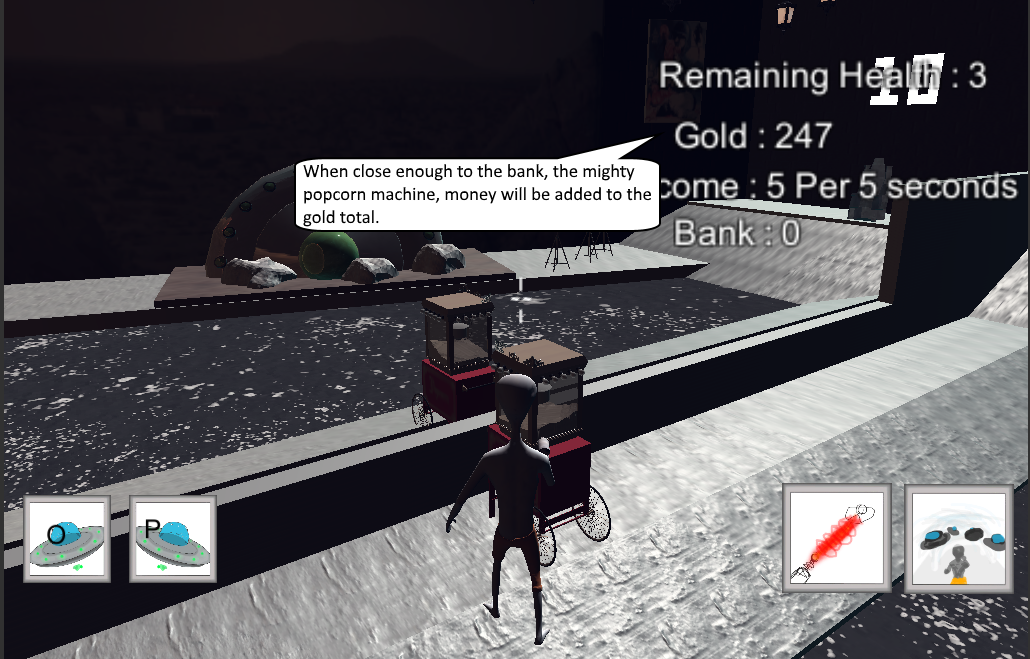 Remaining Health : 3
10
Gold : 247
When close enough to the bank, the mighty
popcorn machine, money will be added to the
gold total.
come : 5 Per 5 seconds
Bank : 0
O
P